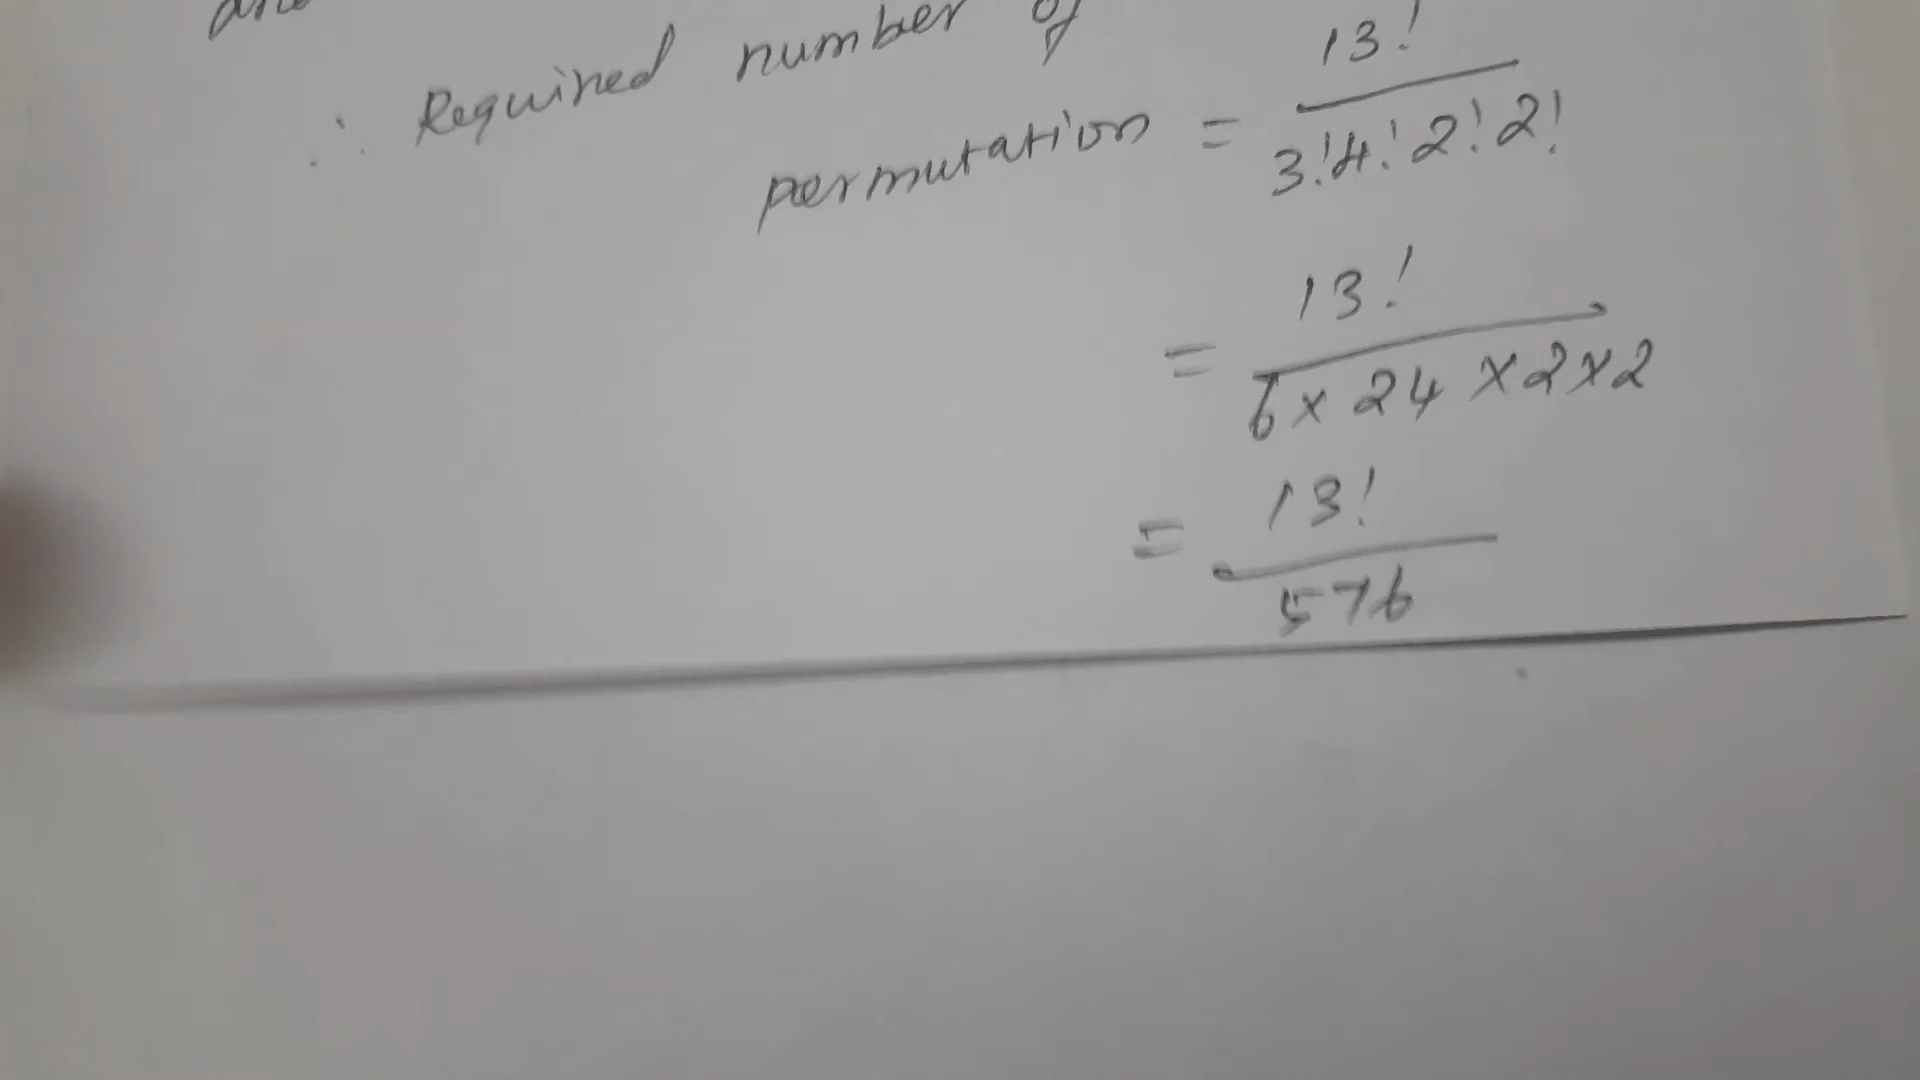 ∴ Required number of
permutation = 13! / 3!4!2!2!
= 13! / 6 × 24 × 2 × 2
= 13! / 576